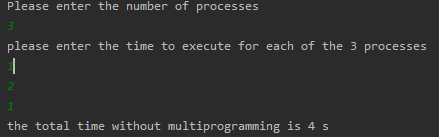 Please enter the number of processes
3
please enter the time to execute for each of the 3 processes
1
2
1
the total time without multiprogramming is 4 s